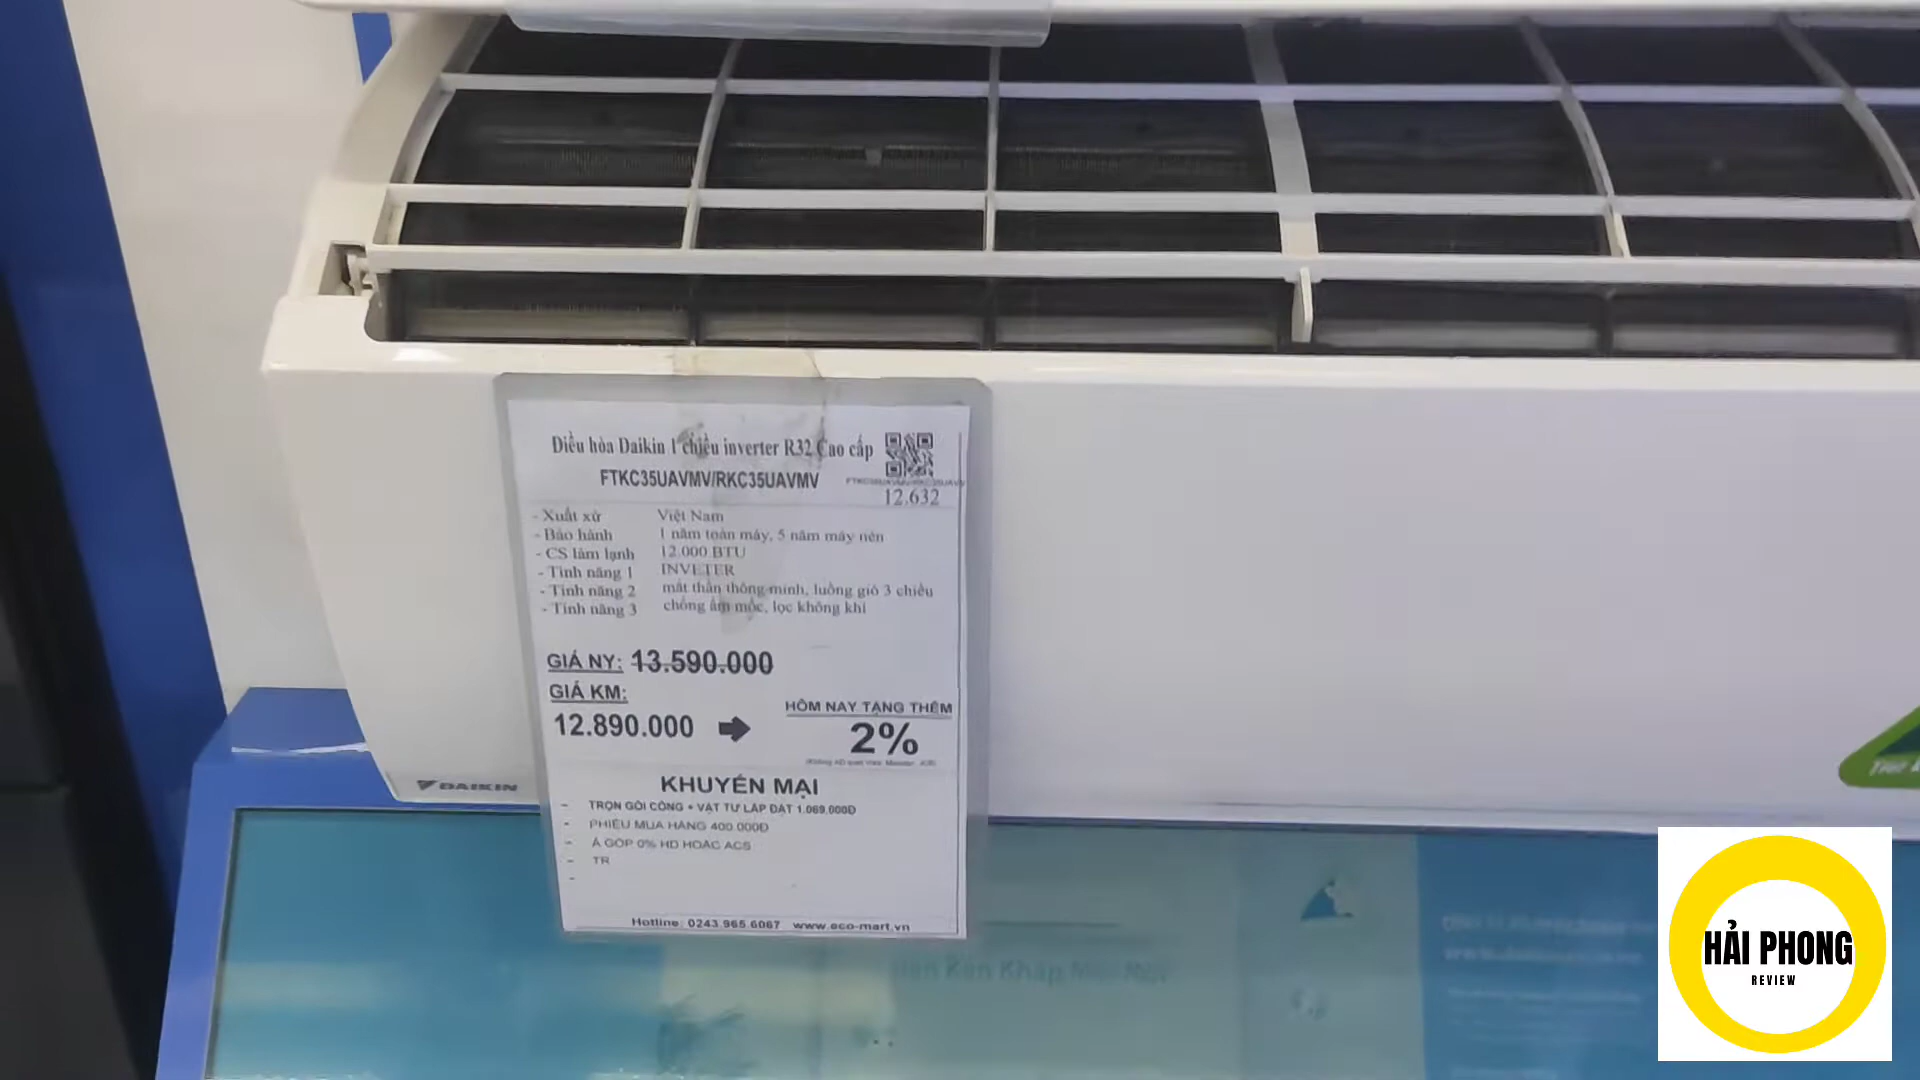 Điều hòa Daikin 1 chiều inverter R32 Cao cấp
FTKC35UAVMV/RKC35UAVMV
12.632
- Xuất xứ Việt Nam
- Bảo hành 1 năm toàn máy, 5 năm máy nén
- CS làm lạnh 12.000 BTU
- Tính năng 1 INVETER
- Tính năng 2 mắt thần thông minh, luồng gió 3 chiều
- Tính năng 3 chống ẩm mốc, lọc không khí
GIÁ NY: 13.590.000
GIÁ KM:
12.890.000
HÔM NAY TẶNG THÊM
2%
KHUYẾN MẠI
- TRỌN GÓI CÔNG + VẬT TƯ LẮP ĐẶT 1.069.000Đ
- PHIẾU MUA HÀNG 400.000Đ
- Ả GÓP 0% HD HOẶC ACS
- TR
-
Hotline: 0243.965.6067 www.eco-mart.vn
DAIKIN
HẢI PHONG
REVIEW